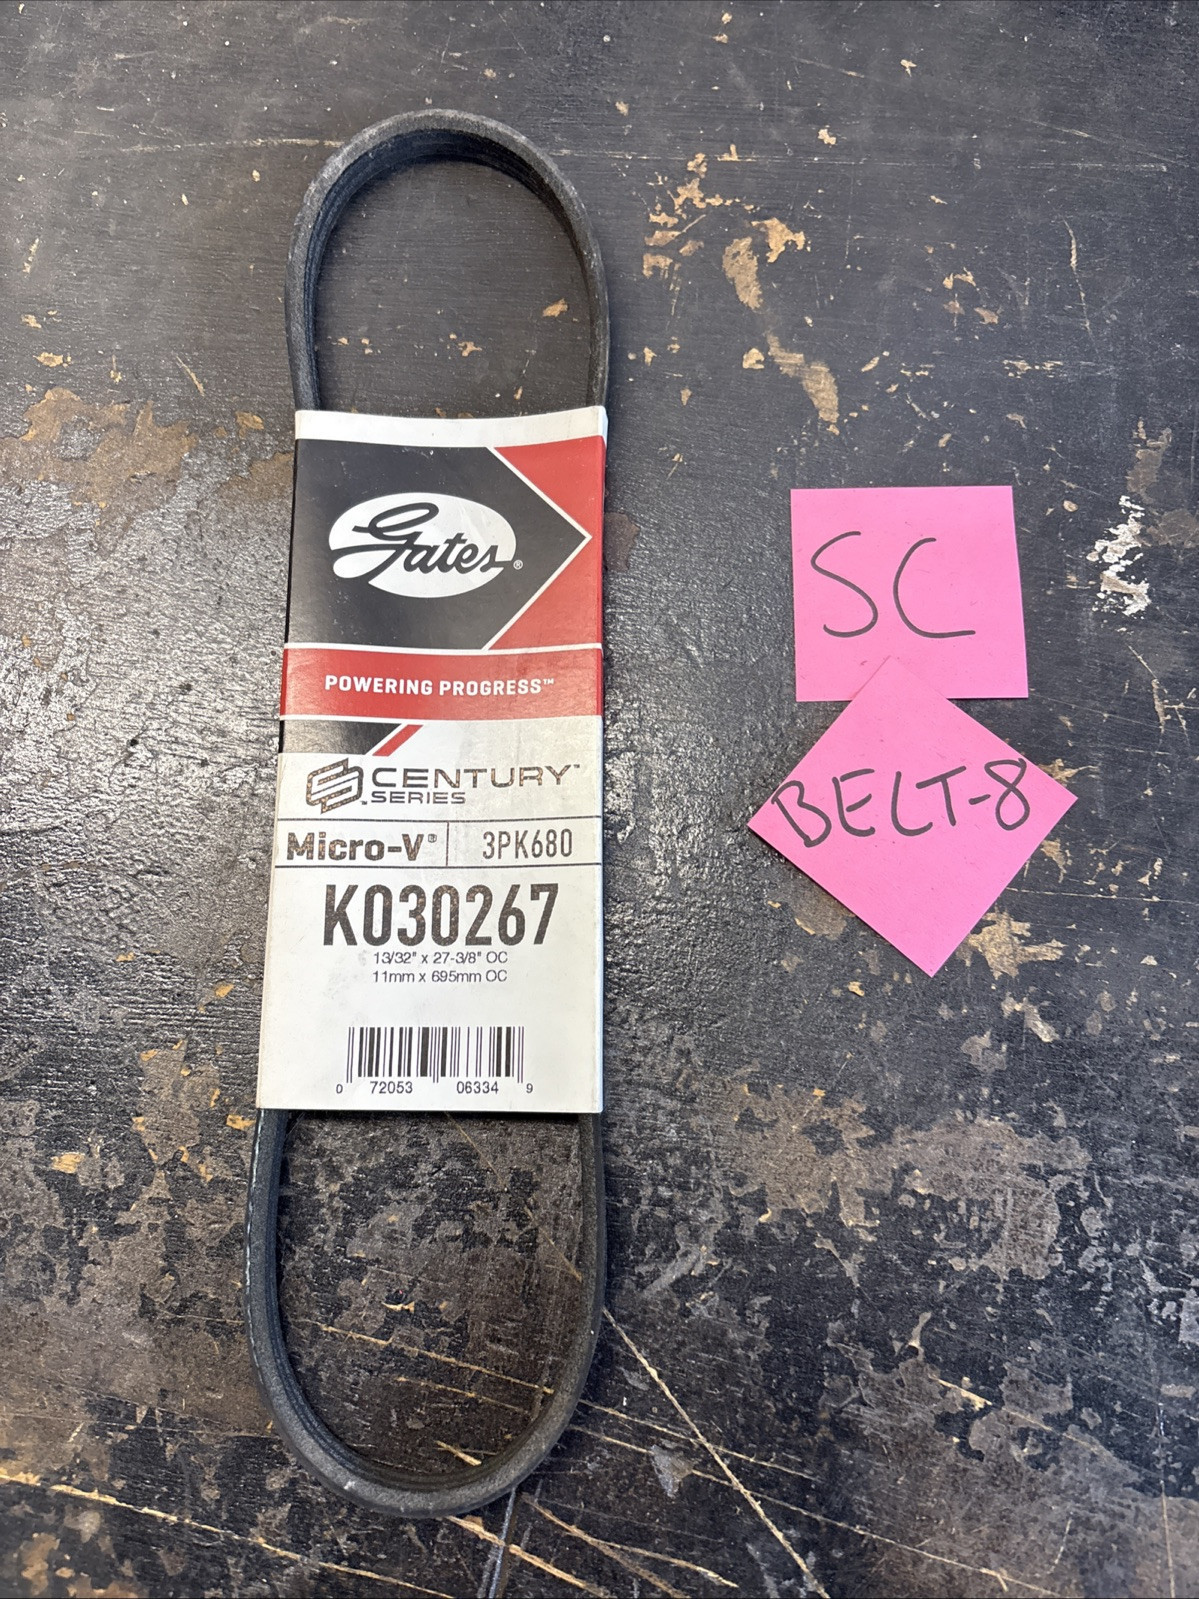 Gates®
POWERING PROGRESS™
CENTURY™
SERIES
Micro-V® 3PK680
K030267
13/32" x 27-3/8" OC
11mm x 695mm OC
0 72053 06334 9
SC
BELT-8